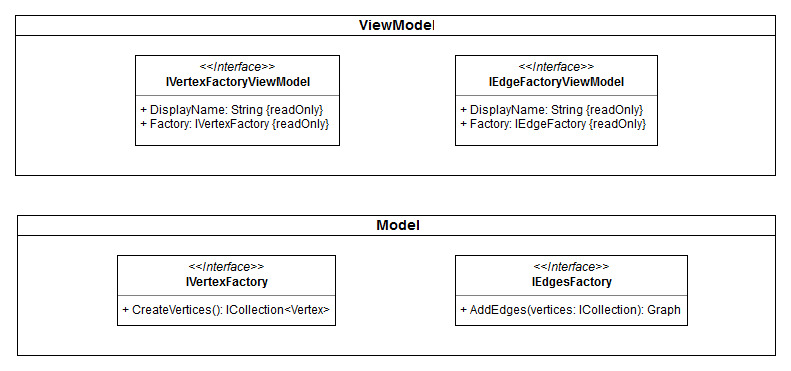 ViewModel
<<Interface>>
IVertexFactoryViewModel
+ DisplayName: String {readOnly}
+ Factory: IVertexFactory {readOnly}
<<Interface>>
IEdgeFactoryViewModel
+ DisplayName: String {readOnly}
+ Factory: IEdgeFactory {readOnly}
Model
<<Interface>>
IVertexFactory
+ CreateVertices(): ICollection<Vertex>
<<Interface>>
IEdgesFactory
+ AddEdges(vertices: ICollection): Graph